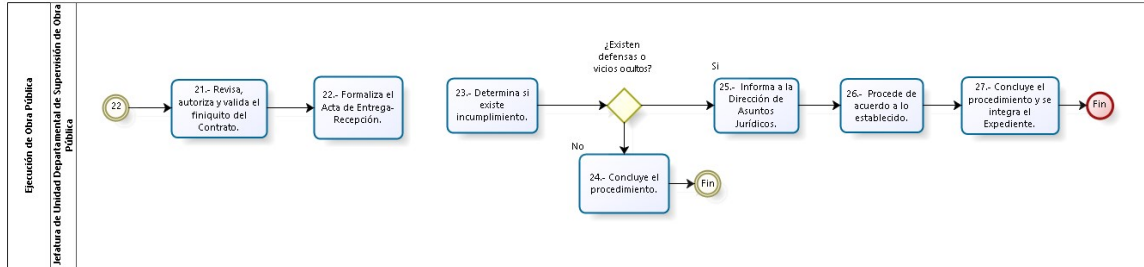 Ejecución de Obra Pública
Jefatura de Unidad Departamental de Supervisión de Obra
Pública
22
21.- Revisa,
autoriza y valida el
finiquito del
Contrato.
22.- Formaliza el
Acta de Entrega-
Recepción.
23.- Determina si
existe
incumplimiento.
¿Existen
defensas o
vicios ocultos?
Si
25.- Informa a la
Dirección de
Asuntos
Jurídicos.
26.- Procede de
acuerdo a lo
establecido.
27.- Concluye el
procedimiento y se
integra el
Expediente.
Fin
No
24.- Concluye el
procedimiento.
Fin